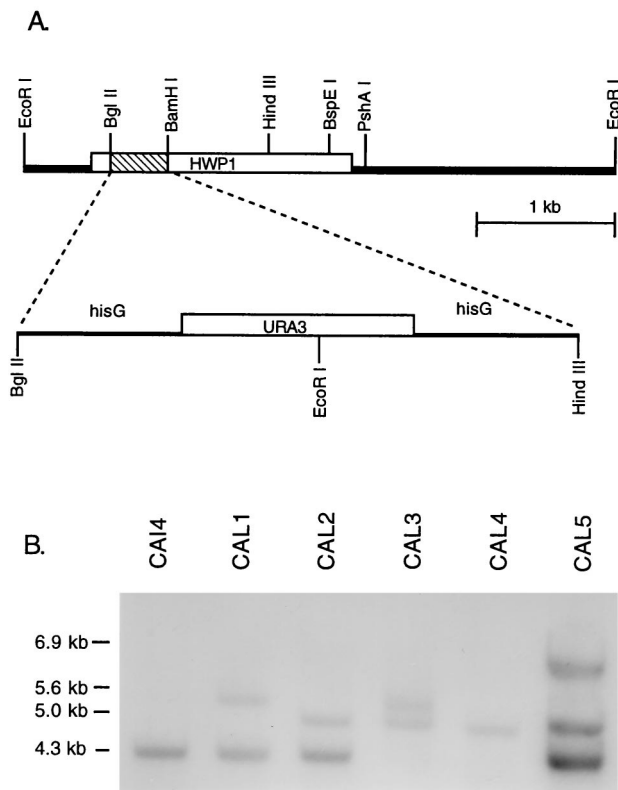 A.
EcoR I
Bgl II
BamH I
Hind III
BspE I
PshA I
EcoR I
HWP1
1 kb
hisG
hisG
URA3
Bgl II
EcoR I
Hind III
B.
CAI4
CAL1
CAL2
CAL3
CAL4
CAL5
6.9 kb
5.6 kb
5.0 kb
4.3 kb